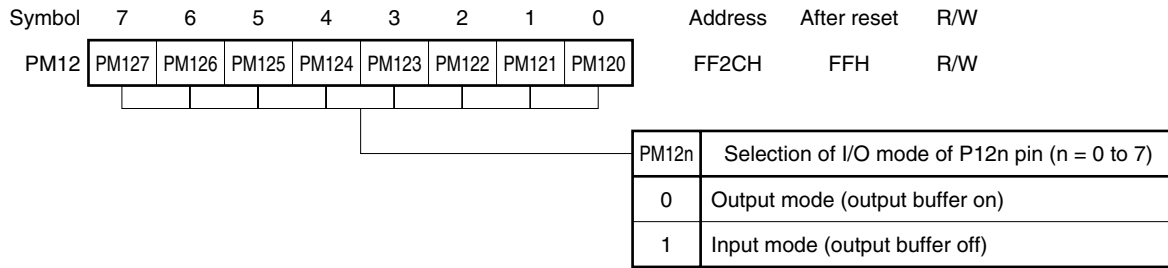 Symbol 7 6 5 4 3 2 1 0 Address After reset R/W
PM12 PM127 PM126 PM125 PM124 PM123 PM122 PM121 PM120 FF2CH FFH R/W
PM12n Selection of I/O mode of P12n pin (n = 0 to 7)
0 Output mode (output buffer on)
1 Input mode (output buffer off)